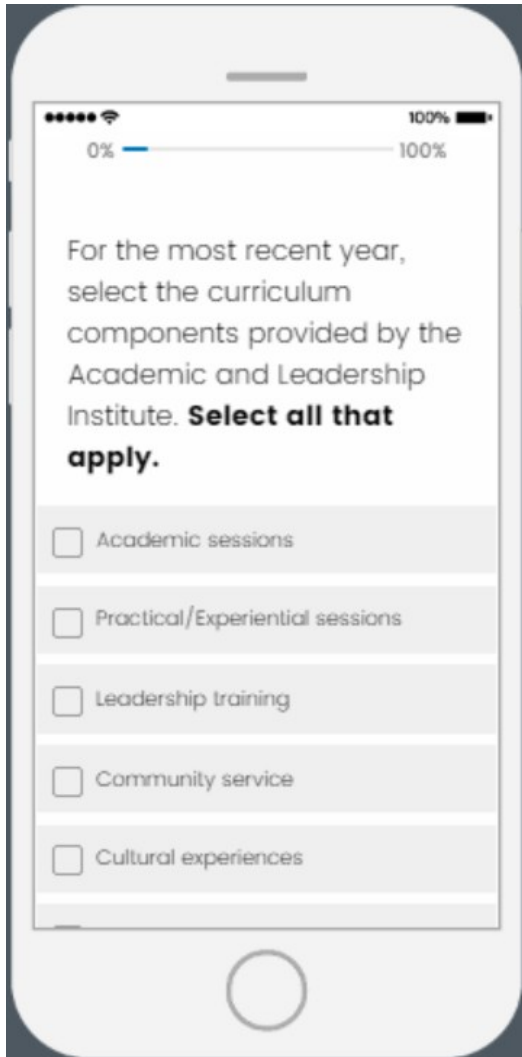 100%
0% 100%
For the most recent year,
select the curriculum
components provided by the
Academic and Leadership
Institute. Select all that
apply.
Academic sessions
Practical/Experiential sessions
Leadership training
Community service
Cultural experiences